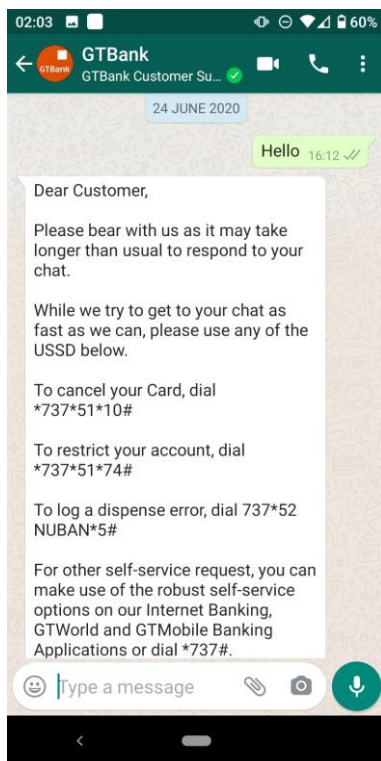 02:03 60%
GTBank
GTBank
GTBank Customer Su...
24 JUNE 2020
Hello 16:12
Dear Customer,
Please bear with us as it may take
longer than usual to respond to your
chat.
While we try to get to your chat as
fast as we can, please use any of the
USSD below.
To cancel your Card, dial
*737*51*10#
To restrict your account, dial
*737*51*74#
To log a dispense error, dial 737*52
NUBAN*5#
For other self-service request, you can
make use of the robust self-service
options on our Internet Banking,
GTWorld and GTMobile Banking
Applications or dial *737#.
Type a message